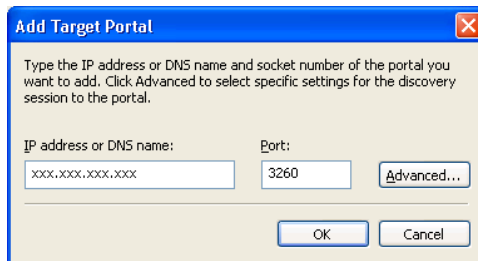 Add Target Portal
Type the IP address or DNS name and socket number of the portal you
want to add. Click Advanced to select specific settings for the discovery
session to the portal.
IP address or DNS name: Port:
xxx.xxx.xxx.xxx 3260 Advanced...
OK Cancel